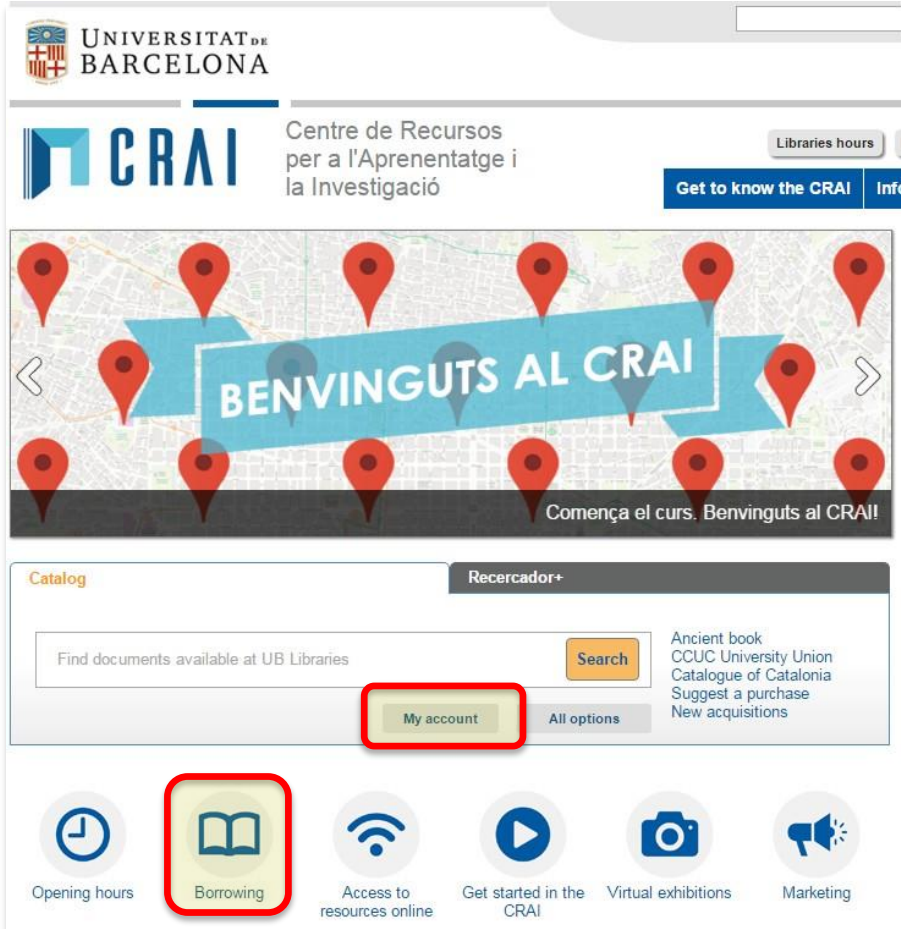 UNIVERSITAT DE
BARCELONA
CRAI
Centre de Recursos
per a l'Aprenentatge i
la Investigació
Libraries hours
Get to know the CRAI
BENVINGUTS AL CRAI
Comença el curs. Benvinguts al CRAI!
Catalog
Recercador+
Find documents available at UB Libraries
Search
My account
All options
Ancient book
CCUC University Union
Catalogue of Catalonia
Suggest a purchase
New acquisitions
Opening hours
Borrowing
Access to
resources online
Get started in the
CRAI
Virtual exhibitions
Marketing